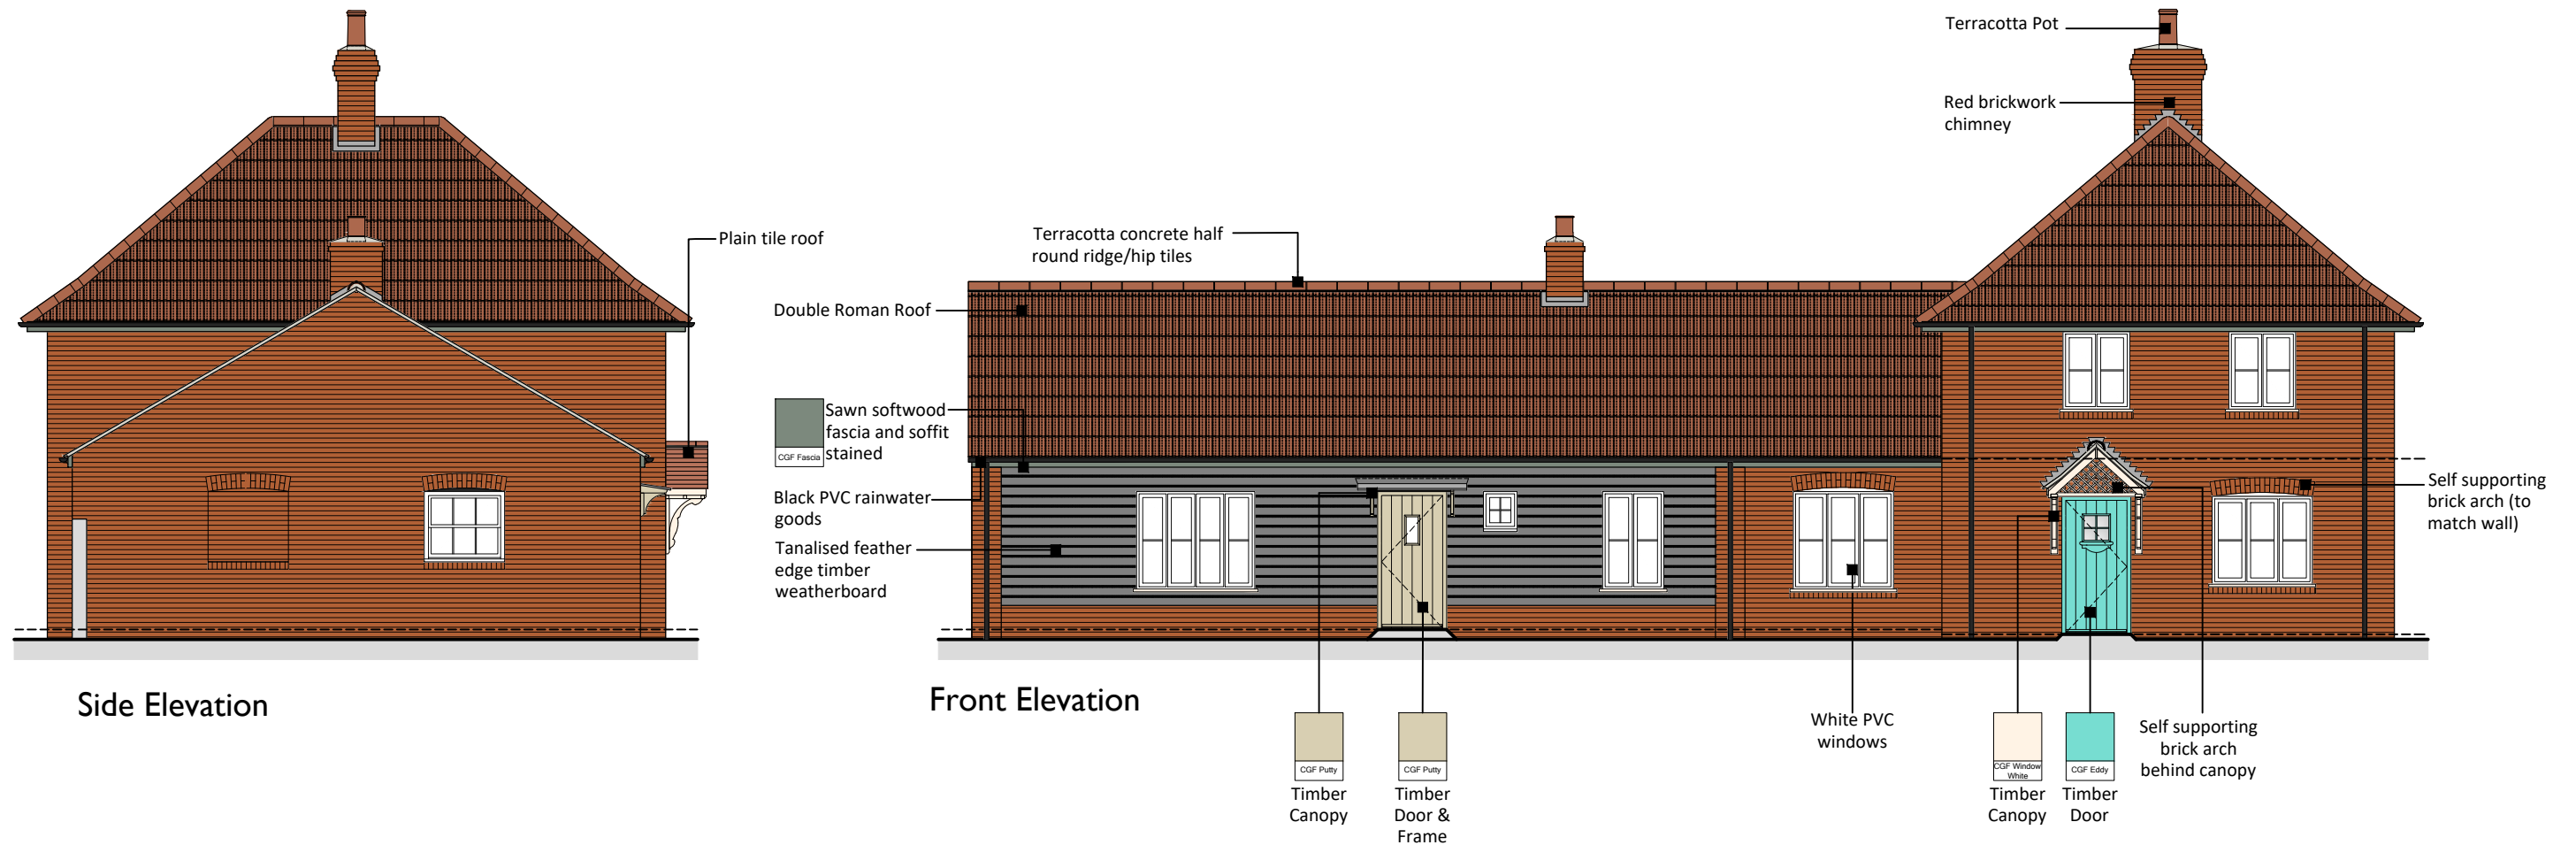 Terracotta Pot
Red brickwork
chimney
Plain tile roof
Terracotta concrete half
round ridge/hip tiles
Double Roman Roof
Sawn softwood
fascia and soffit
stained
CGF Fascia
Black PVC rainwater
goods
Tanalised feather
edge timber
weatherboard
Self supporting
brick arch (to
match wall)
Side Elevation
Front Elevation
CGF Putty
Timber
Canopy
CGF Putty
Timber
Door &
Frame
White PVC
windows
CGF Window
White
Timber
Canopy
CGF Eddy
Timber
Door
Self supporting
brick arch
behind canopy